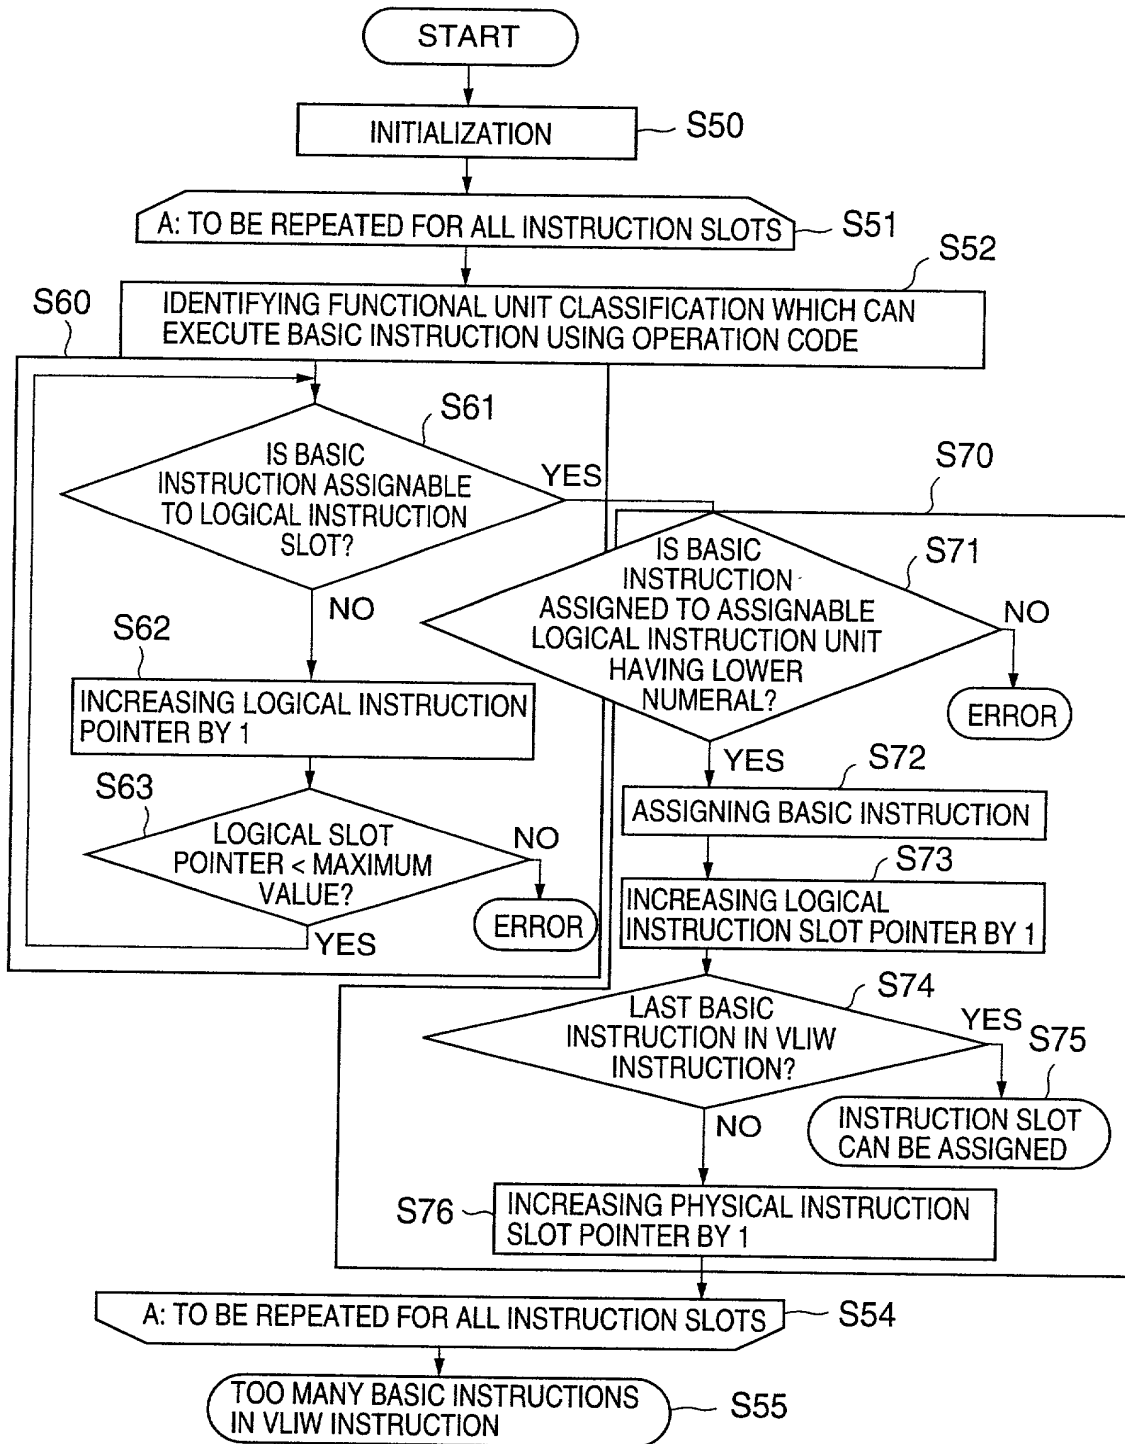 START
INITIALIZATION
S50
A: TO BE REPEATED FOR ALL INSTRUCTION SLOTS
S51
S52
IDENTIFYING FUNCTIONAL UNIT CLASSIFICATION WHICH CAN
EXECUTE BASIC INSTRUCTION USING OPERATION CODE
S60
S61
IS BASIC
INSTRUCTION ASSIGNABLE
TO LOGICAL INSTRUCTION
SLOT?
YES
NO
S62
INCREASING LOGICAL INSTRUCTION
POINTER BY 1
S63
LOGICAL SLOT
POINTER < MAXIMUM
VALUE?
NO
ERROR
YES
S70
S71
IS BASIC
INSTRUCTION
ASSIGNED TO ASSIGNABLE
LOGICAL INSTRUCTION UNIT
HAVING LOWER
NUMERAL?
NO
ERROR
YES
S72
ASSIGNING BASIC INSTRUCTION
S73
INCREASING LOGICAL
INSTRUCTION SLOT POINTER BY 1
S74
LAST BASIC
INSTRUCTION IN VLIW
INSTRUCTION?
YES
S75
INSTRUCTION SLOT
CAN BE ASSIGNED
NO
S76
INCREASING PHYSICAL INSTRUCTION
SLOT POINTER BY 1
A: TO BE REPEATED FOR ALL INSTRUCTION SLOTS
S54
TOO MANY BASIC INSTRUCTIONS
IN VLIW INSTRUCTION
S55